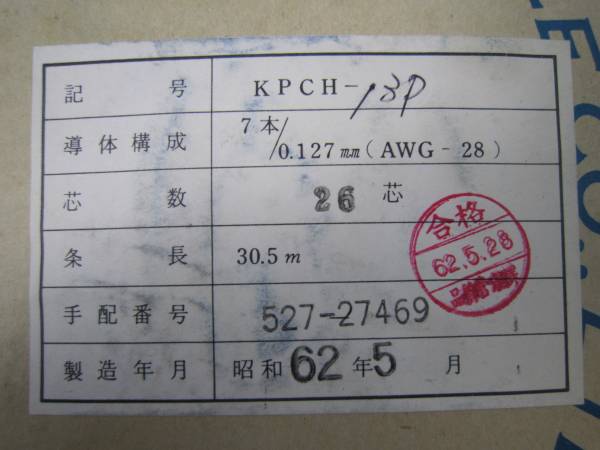 記号 KPCH-13P
導体構成 7本/0.127㎜(AWG-28)
芯数 26芯
条長 30.5m
手配番号 527-27469
製造年月 昭和62年5月
合格
62.5.28